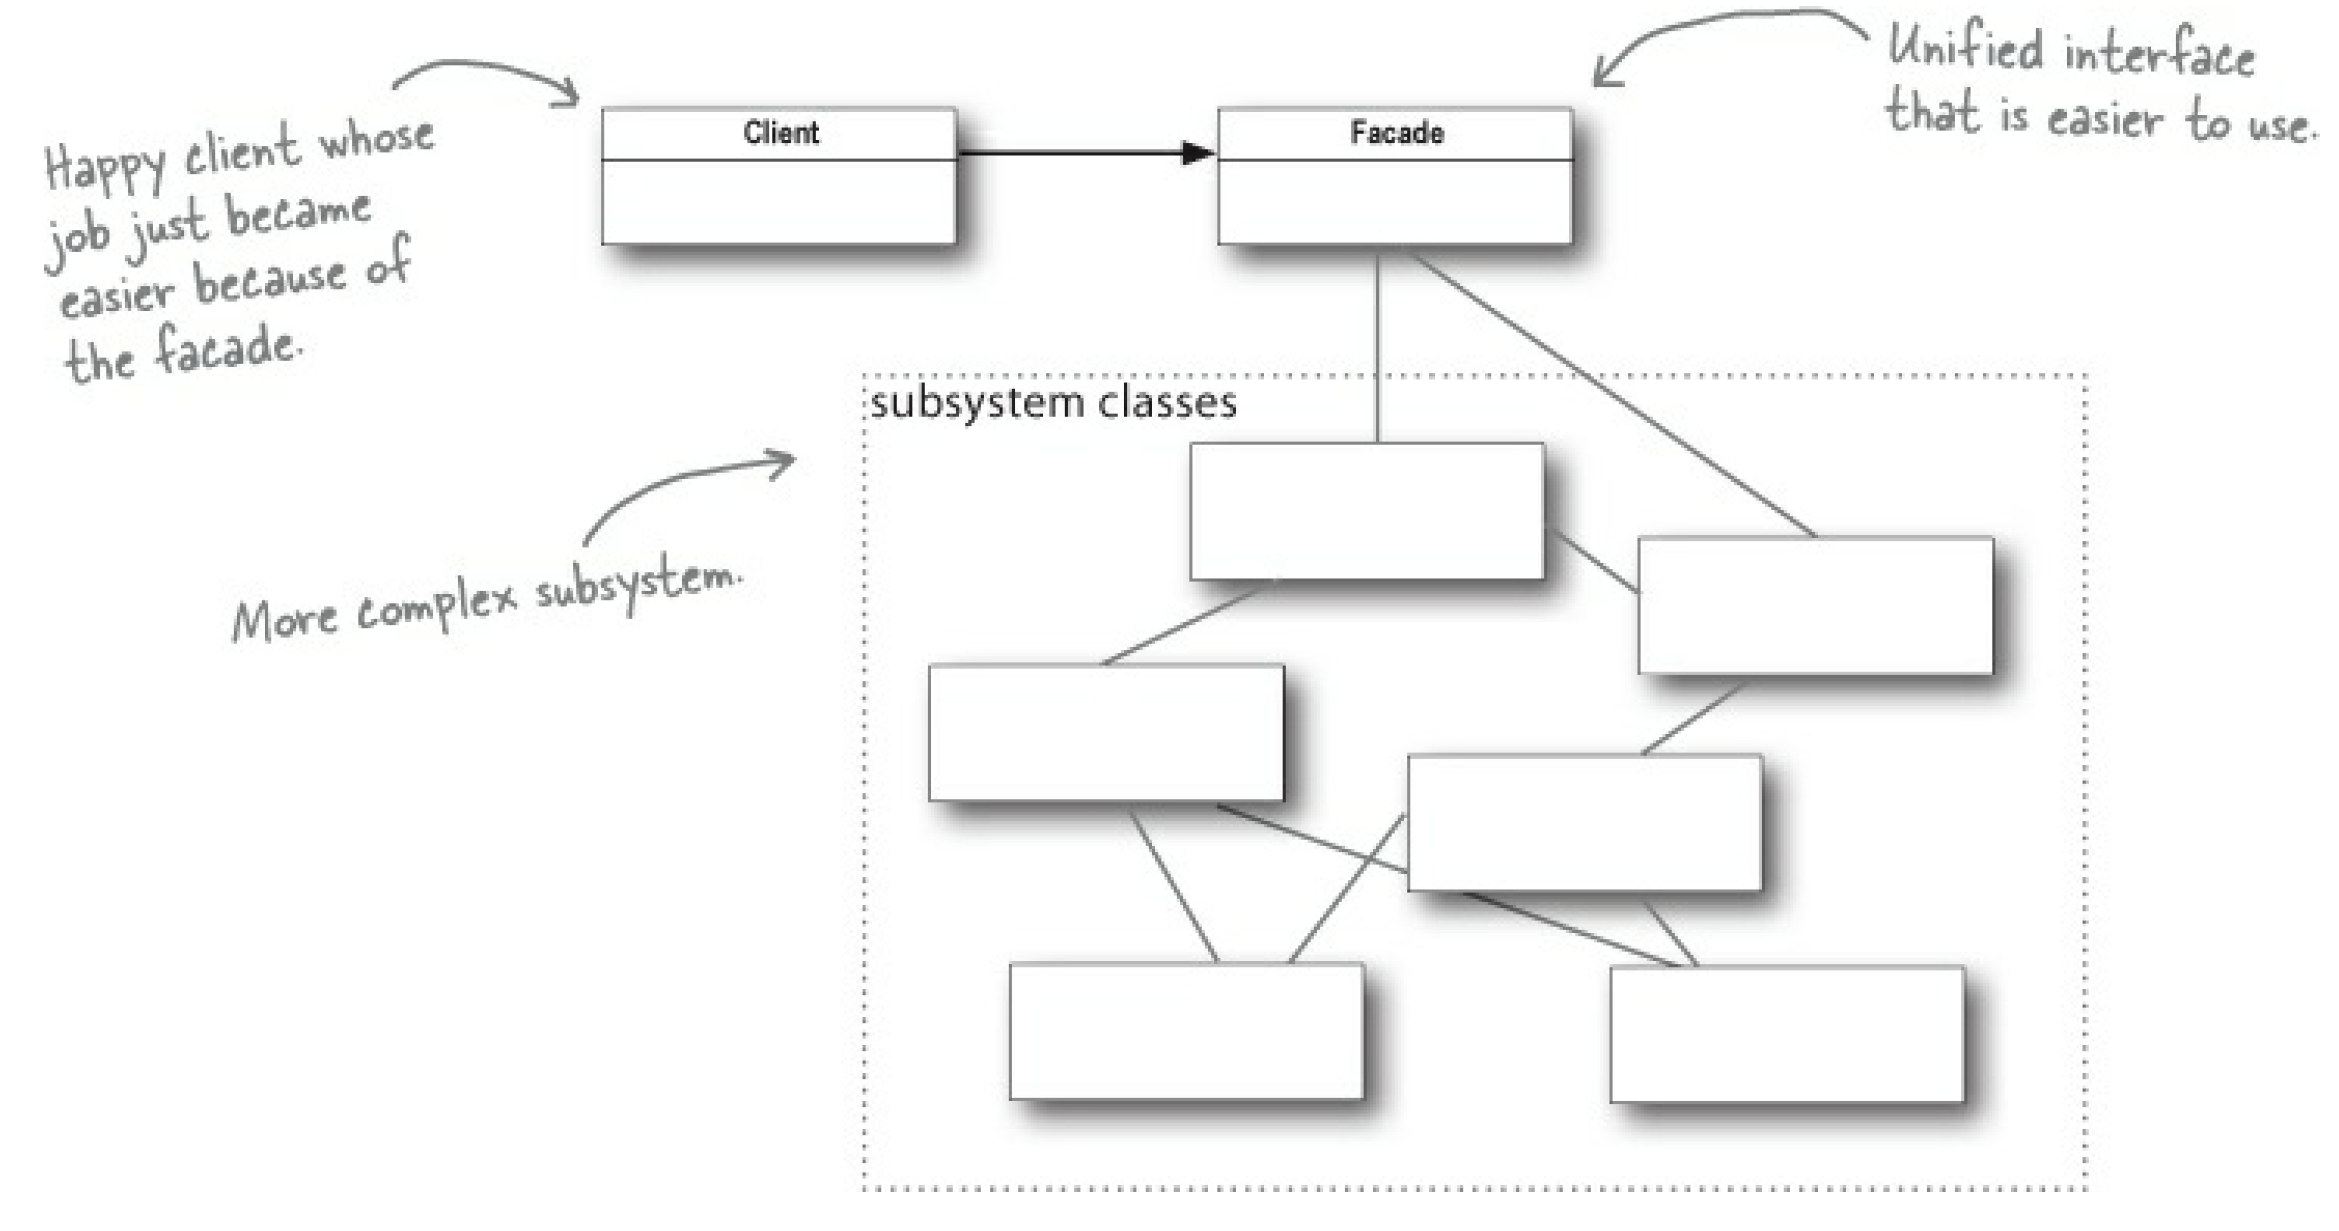 Unified interface
that is easier to use.
Client
Facade
Happy client whose
job just became
easier because of
the facade.
subsystem classes
More complex subsystem.